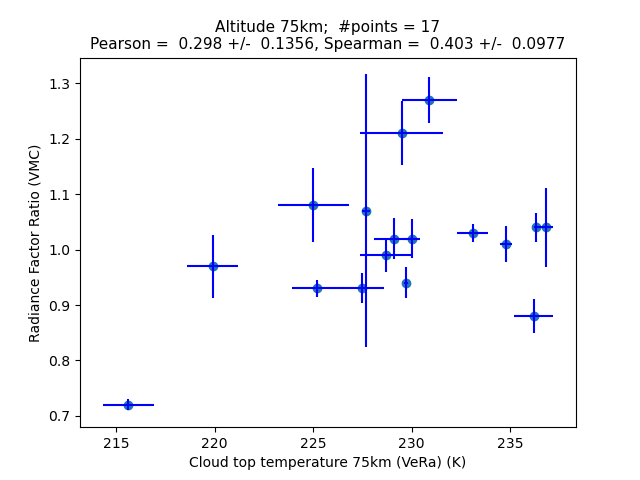 Altitude 75km;  #points = 17
Pearson =  0.298 +/-  0.1356, Spearman =  0.403 +/-  0.0977
Radiance Factor Ratio (VMC)
1.3
1.2
1.1
1.0
0.9
0.8
0.7
215 220 225 230 235
Cloud top temperature 75km (VeRa) (K)